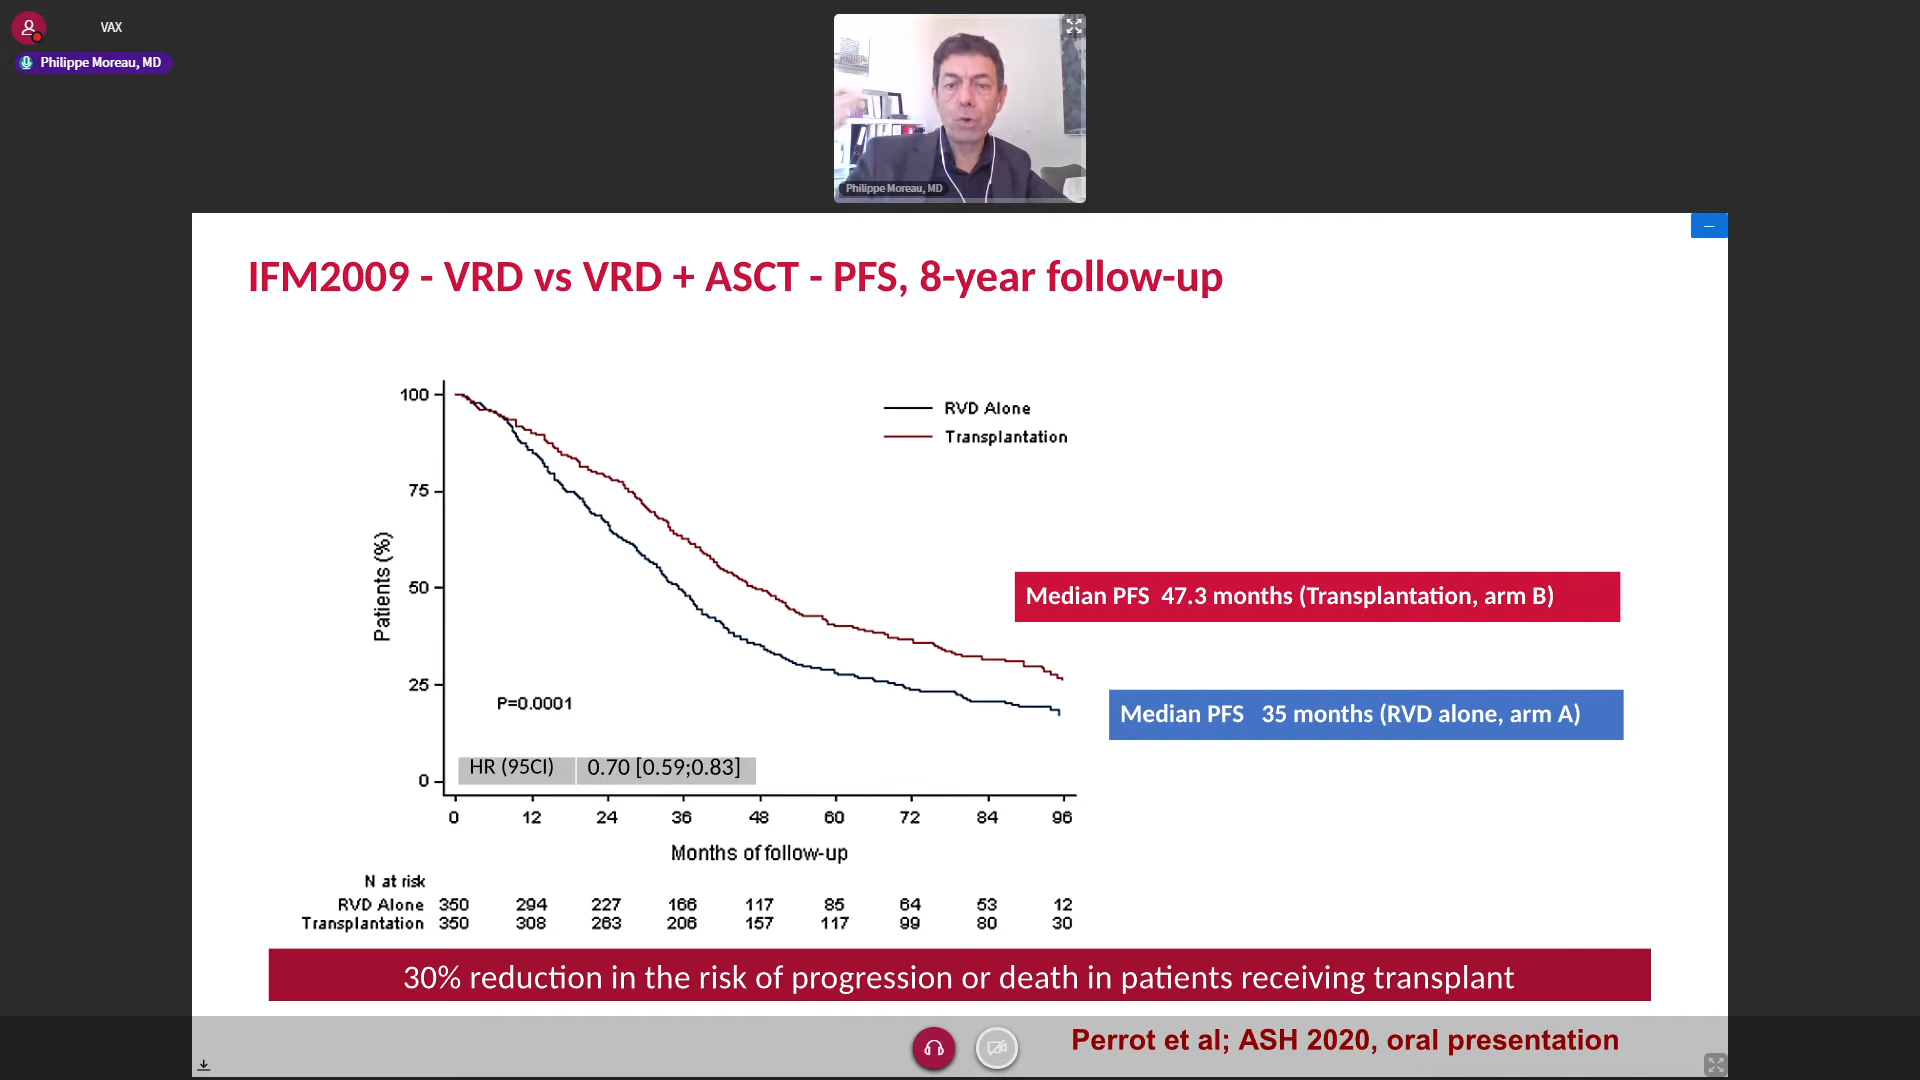 VAX
Philippe Moreau, MD
Philippe Moreau, MD
IFM2009 - VRD vs VRD + ASCT - PFS, 8-year follow-up
100
75
50
25
0
Patients (%)
RVD Alone
Transplantation
Median PFS 47.3 months (Transplantation, arm B)
Median PFS 35 months (RVD alone, arm A)
P=0.0001
HR (95CI) 0.70 [0.59;0.83]
0 12 24 36 48 60 72 84 96
Months of follow-up
N at risk
RVD Alone 350 294 227 166 117 85 64 53 12
Transplantation 350 308 263 206 157 117 99 80 30
30% reduction in the risk of progression or death in patients receiving transplant
Perrot et al; ASH 2020, oral presentation